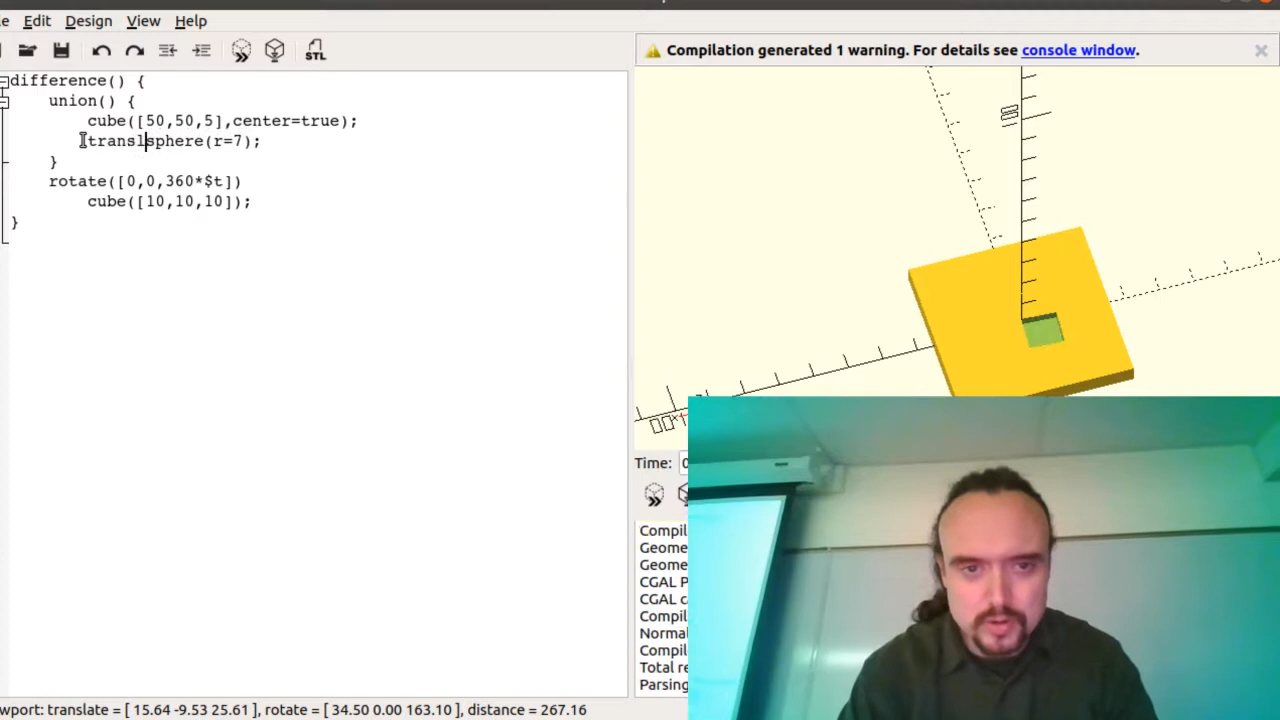 Edit Design View Help
STL
difference() {
union() {
cube([50,50,5],center=true);
translsphere(r=7);
}
rotate([0,0,360*$t])
cube([10,10,10]);
}
Compilation generated 1 warning. For details see console window.
Time:
Compil
Geome
Geome
CGAL P
CGAL c
Compil
Normal
Compil
Total re
Parsing
wport: translate = [ 15.64 -9.53 25.61 ], rotate = [ 34.50 0.00 163.10 ], distance = 267.16